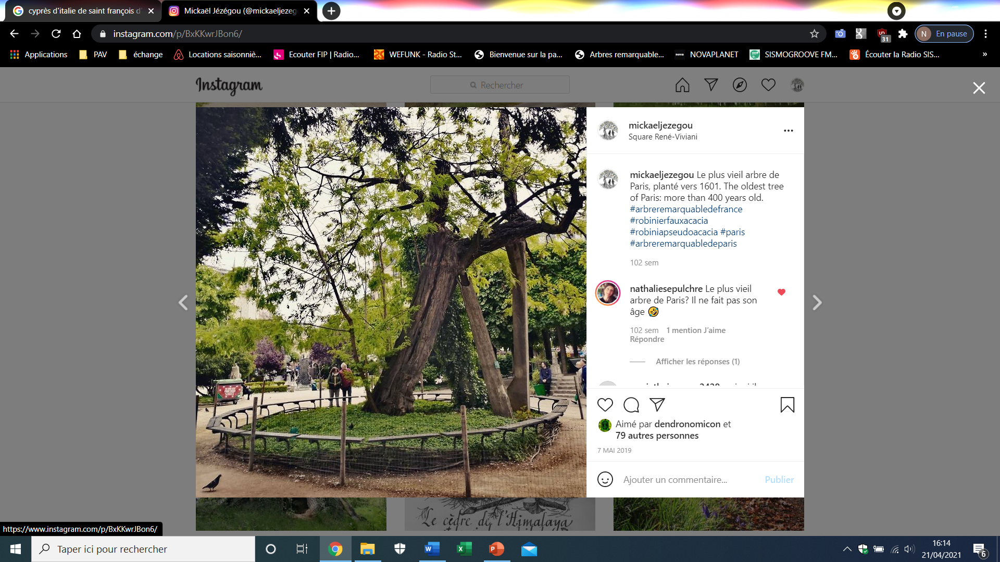 cyprès d'italie de saint françois d'
Mickaël Jézégou (@mickaeljezeg
instagram.com/p/BxKKwrJBon6/
31
N
En pause
Applications
PAV
échange
Locations saisonniè...
Ecouter FIP | Radio...
WEFUNK - Radio St...
Bienvenue sur la pa...
Arbres remarquable...
NOVAPLANET
SISMOGROOVE FM...
Écouter la Radio SIS...
»
Instagram
Rechercher
mickaeljezegou
Square René-Viviani
mickaeljezegou Le plus vieil arbre de
Paris, planté vers 1601. The oldest tree
of Paris: more than 400 years old.
#arbreremarquabledefrance
#robinierfauxacacia
#robiniapseudoacacia #paris
#arbreremarquabledeparis
102 sem
nathaliesepulchre Le plus vieil
arbre de Paris? Il ne fait pas son
âge 🤣
102 sem 1 mention J'aime
Répondre
Afficher les réponses (1)
Aimé par dendronomicon et
79 autres personnes
7 MAI 2019
Ajouter un commentaire...
Publier
Le cèdre de l'Himalaya
https://www.instagram.com/p/BxKKwrJBon6/
Taper ici pour rechercher
16:14
21/04/2021
6